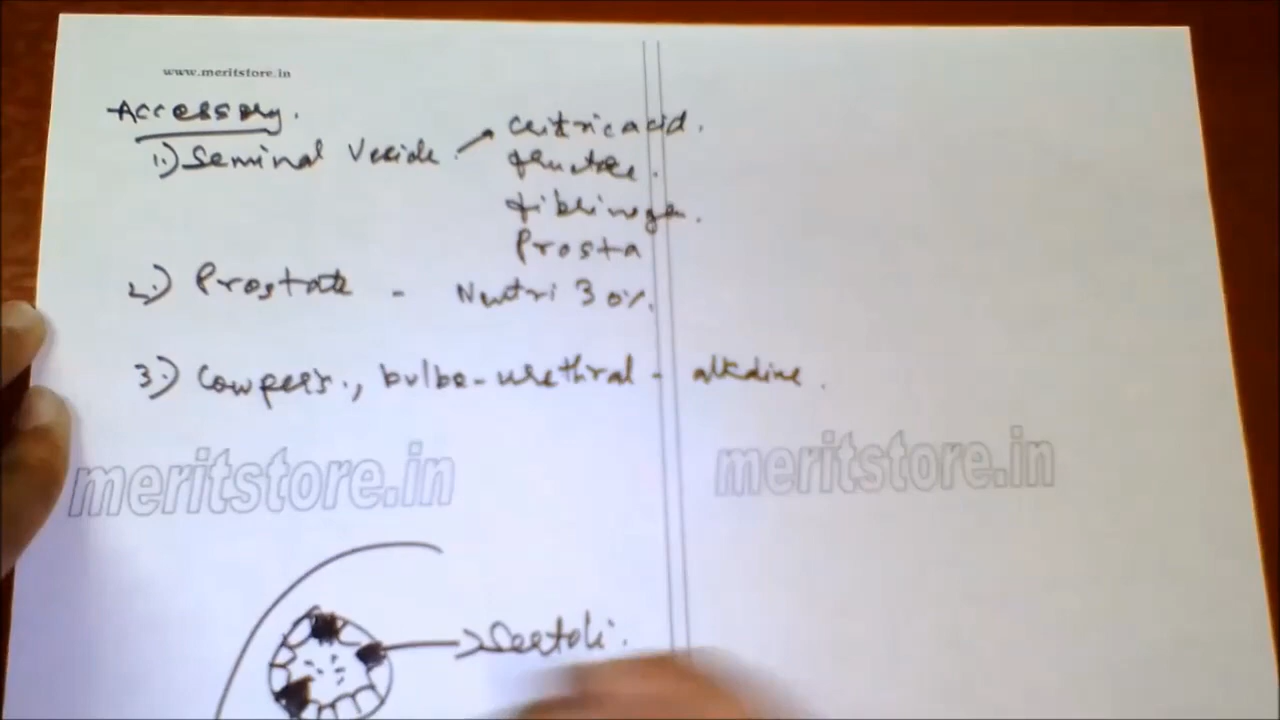 www.meritstore.in
Accessory.
1.) Seminal Vesicle. citric acid.
fructose.
fibrinogen.
Prosta
2.) Prostate - Neutri 30%.
3.) Cowper's., bulbo-urethral - alkaline.
meritstore.in meritstore.in
Sertoli.